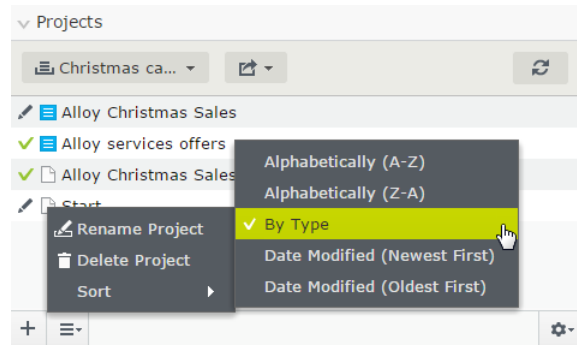 Projects
Christmas ca...
Alloy Christmas Sales
Alloy services offers
Alloy Christmas Sales
Start
Alphabetically (A-Z)
Alphabetically (Z-A)
By Type
Date Modified (Newest First)
Date Modified (Oldest First)
Rename Project
Delete Project
Sort